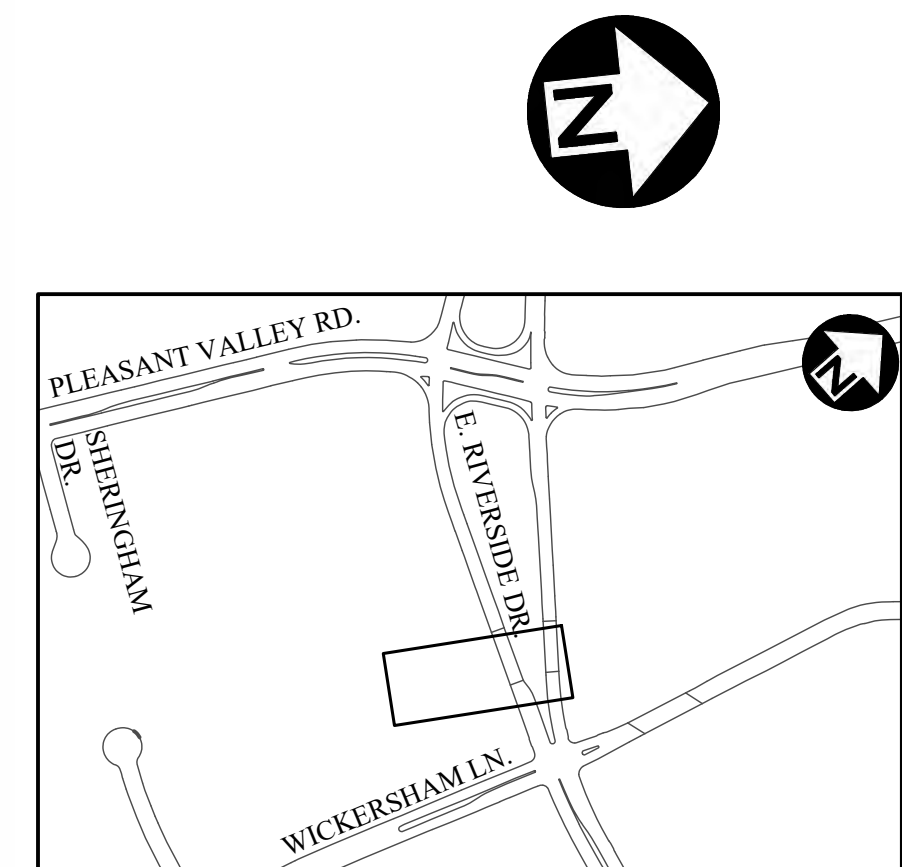 N
PLEASANT VALLEY RD.
N
SHERINGHAM
DR.
E. RIVERSIDE DR.
WICKERSHAM LN.